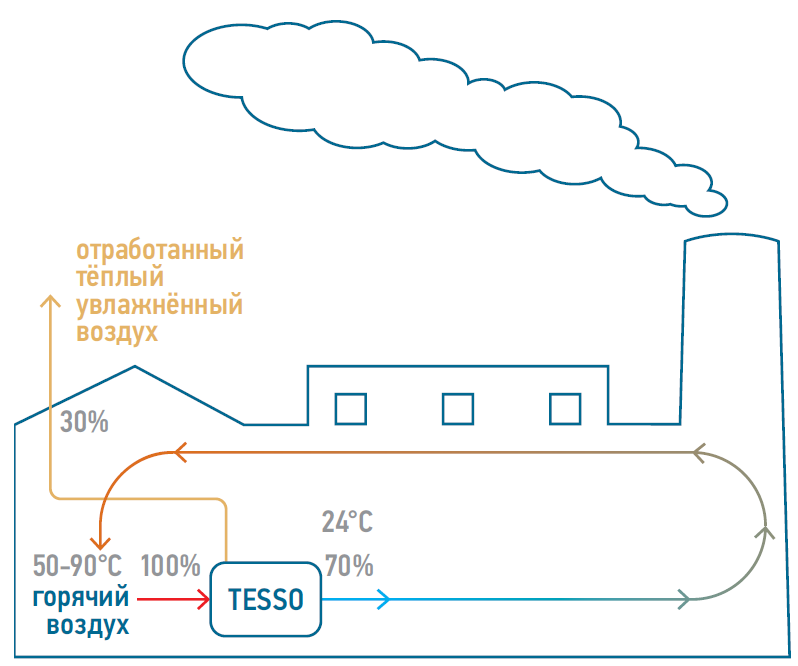 отработанный
тёплый
увлажнённый
воздух
30%
24°C
50–90°C 100% 70%
горячий
воздух
TESSO